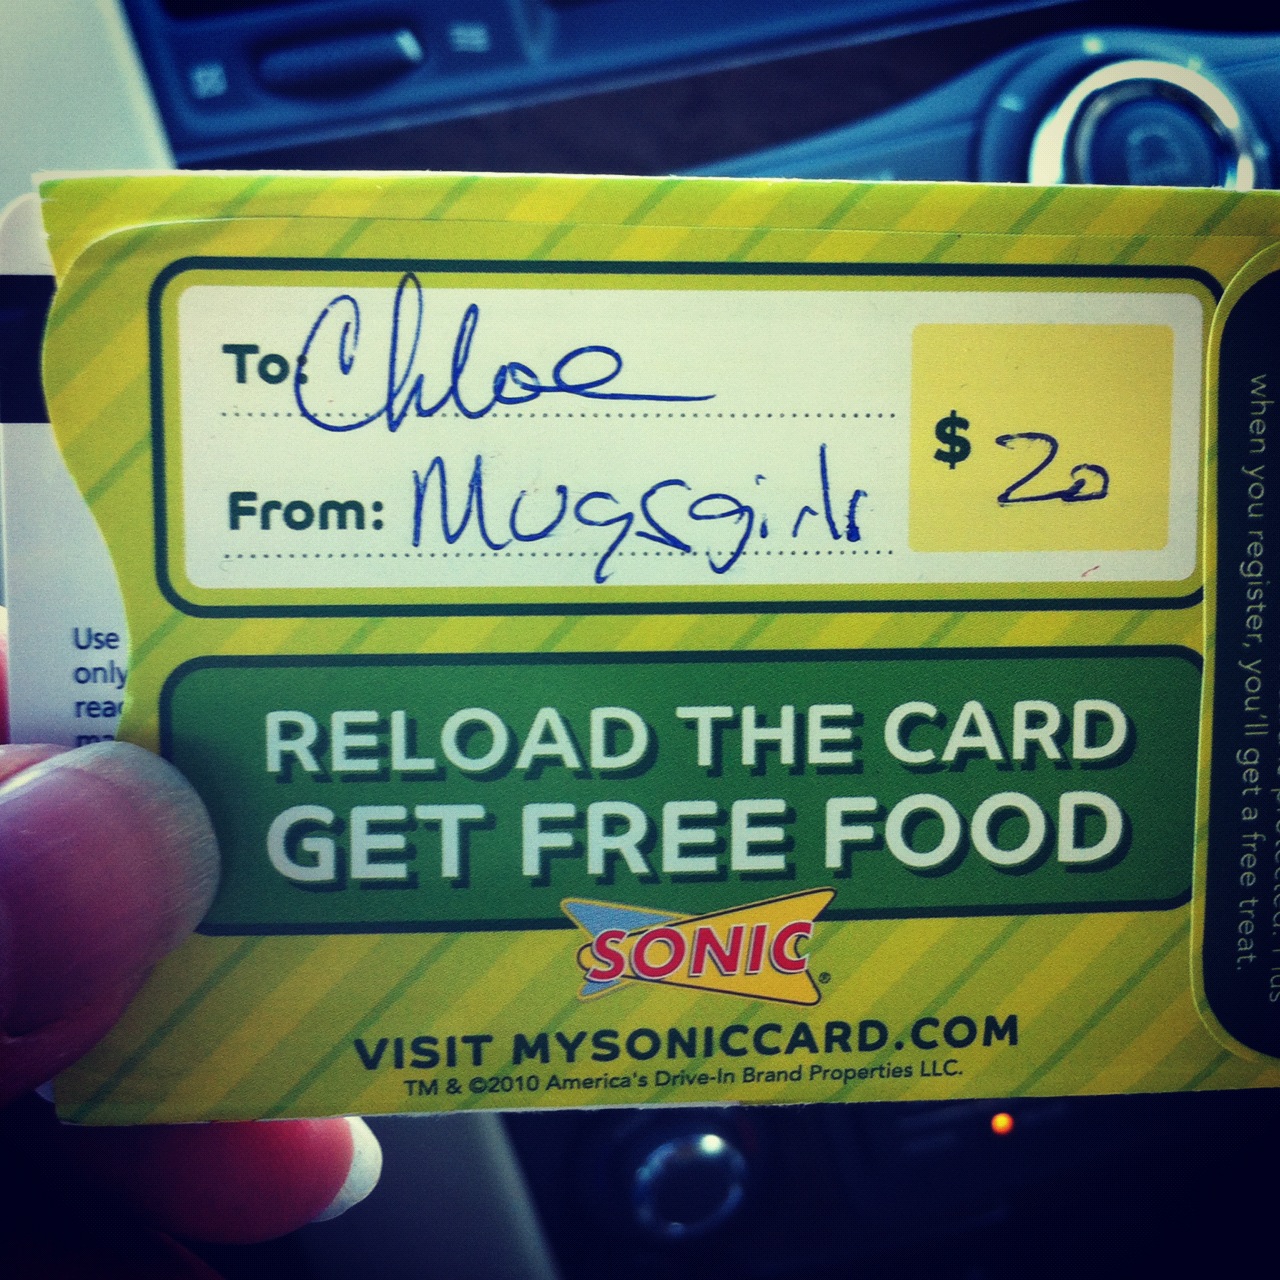 To: Chloe
From: Mugsgirls
$ 20
RELOAD THE CARD
GET FREE FOOD
SONIC®
VISIT MYSONICCARD.COM
TM & ©2010 America's Drive-In Brand Properties LLC.
when you register, you'll get a free treat.
Use
only